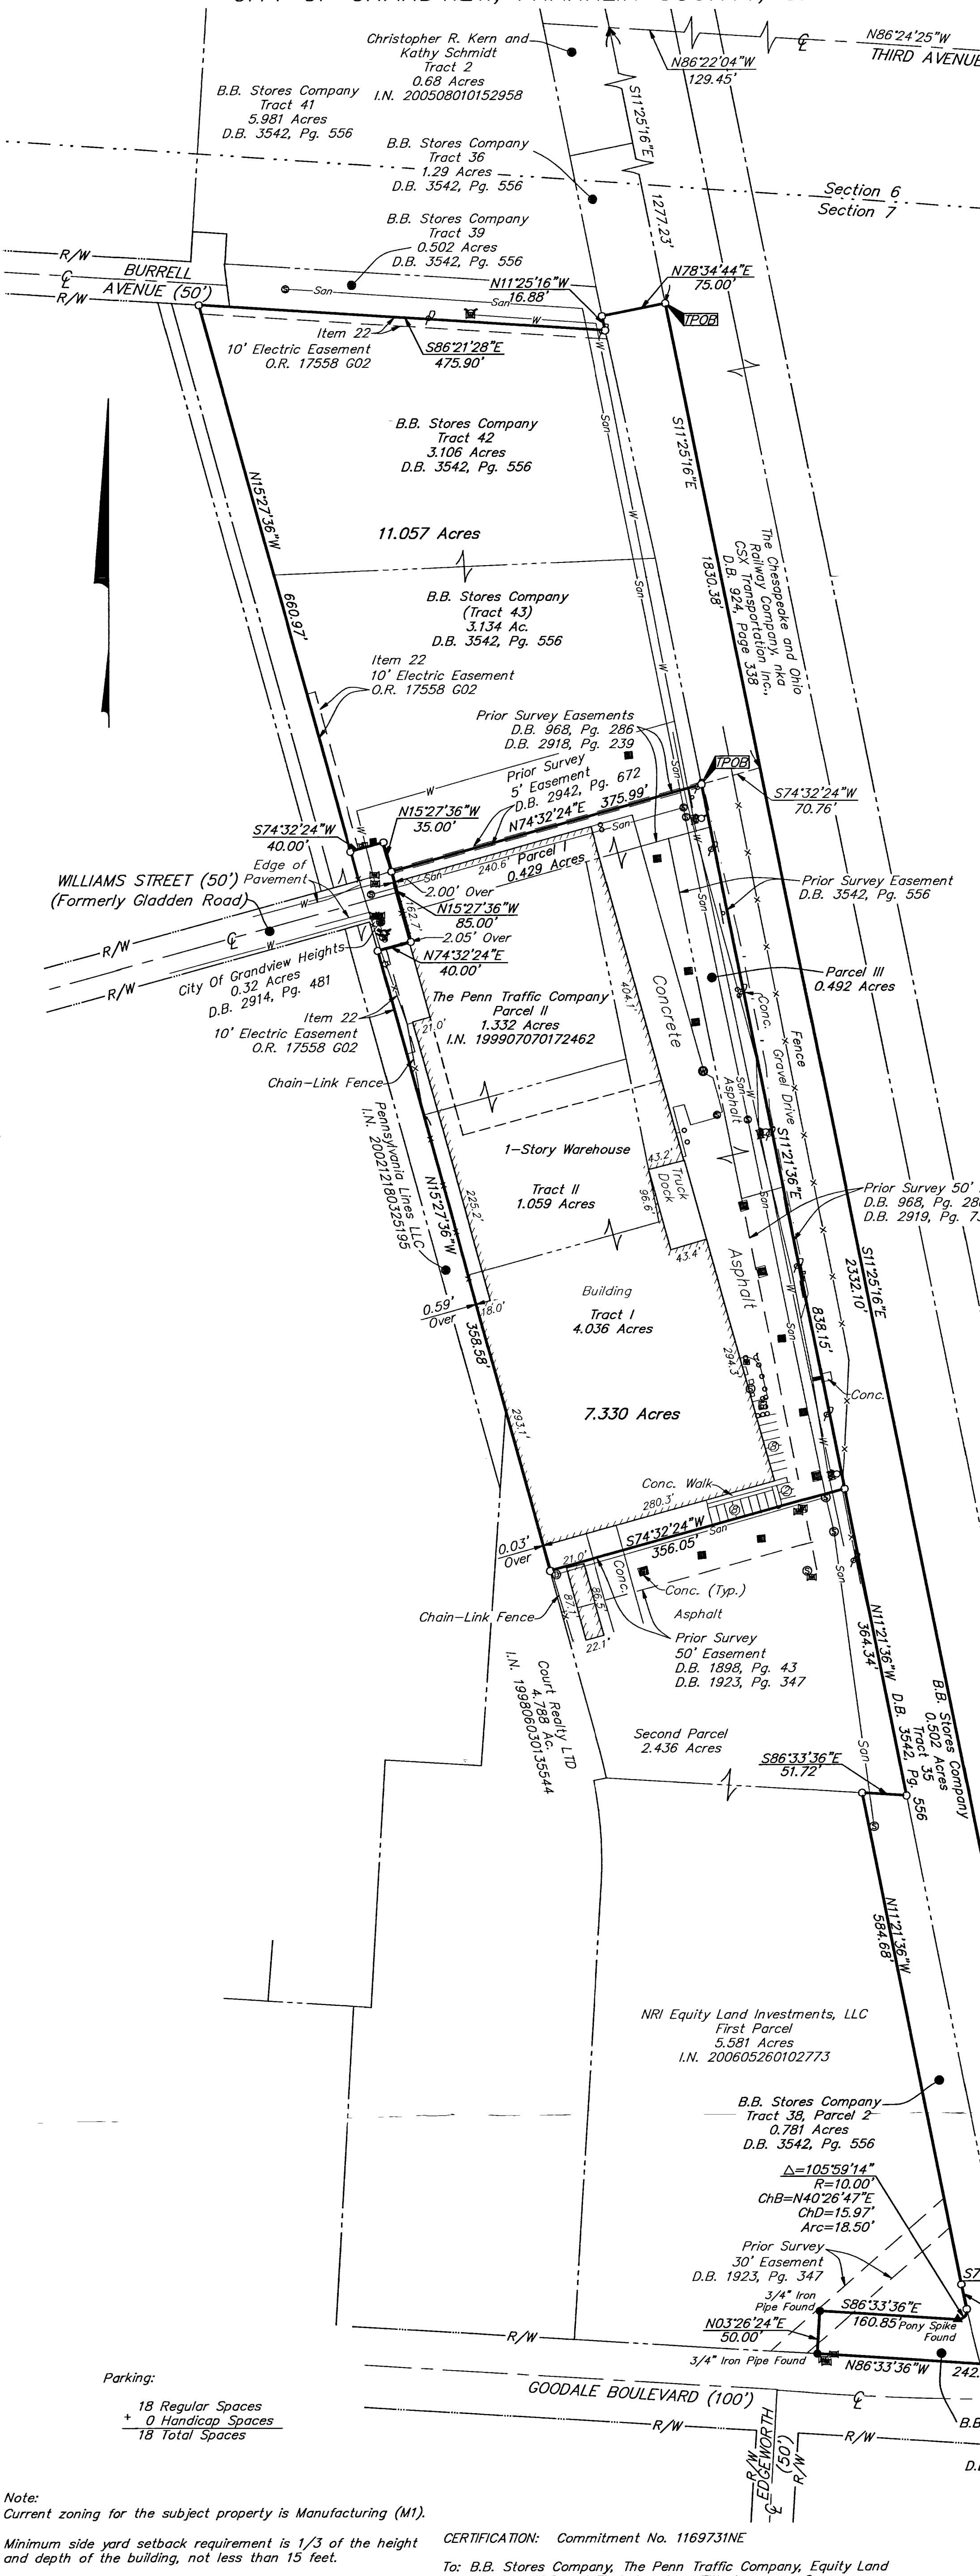 N86°24'25"W
THIRD AVENUE
N86°22'04"W
129.45'
Christopher R. Kern and
Kathy Schmidt
Tract 2
0.68 Acres
I.N. 200508010152958
B.B. Stores Company
Tract 41
5.981 Acres
D.B. 3542, Pg. 556
S11°25'16"E
1277.23'
B.B. Stores Company
Tract 36
1.29 Acres
D.B. 3542, Pg. 556
Section 6
Section 7
B.B. Stores Company
Tract 39
0.502 Acres
D.B. 3542, Pg. 556
R/W
BURRELL
AVENUE (50')
R/W
San
San
W
N11°25'16"W
16.88'
N78°34'44"E
75.00'
TPOB
Item 22
10' Electric Easement
O.R. 17558 G02
S86°21'28"E
475.90'
B.B. Stores Company
Tract 42
3.106 Acres
D.B. 3542, Pg. 556
S11°25'16"E
1830.38'
N15°27'36"W
660.97'
11.057 Acres
The Chesapeake and Ohio
Railway Company, nka
CSX Transportation Inc.,
D.B. 924, Page 338
B.B. Stores Company
(Tract 43)
3.134 Ac.
D.B. 3542, Pg. 556
Item 22
10' Electric Easement
O.R. 17558 G02
Prior Survey Easements
D.B. 968, Pg. 286
D.B. 2918, Pg. 239
Prior Survey
5' Easement
D.B. 2942, Pg. 672
N74°32'24"E 375.99'
TPOB
S74°32'24"W
70.76'
N15°27'36"W
35.00'
S74°32'24"W
40.00'
Edge of
Pavement
240.6'
Parcel I
0.429 Acres
WILLIAMS STREET (50')
(Formerly Gladden Road)
2.00' Over
N15°27'36"W
85.00'
162.7'
2.05' Over
N74°32'24"E
40.00'
Prior Survey Easement
D.B. 3542, Pg. 556
R/W
R/W
City Of Grandview Heights
0.32 Acres
D.B. 2914, Pg. 481
Parcel III
0.492 Acres
The Penn Traffic Company
Parcel II
1.332 Acres
I.N. 199907070172462
Item 22
10' Electric Easement
O.R. 17558 G02
21.0'
404.1'
Concrete
Conc.
Fence
Gravel Drive
Asphalt
Chain-Link Fence
Pennsylvania Lines LLC
I.N. 200212180325195
1-Story Warehouse
43.2'
Truck
Dock
96.6'
43.4'
S11°21'36"E
838.15'
Tract II
1.059 Acres
N15°27'36"W
358.58'
225.2'
Prior Survey 50'
D.B. 968, Pg. 28
D.B. 2919, Pg. 7
S11°25'16"E
2332.10'
Asphalt
Building
Tract I
4.036 Acres
0.59'
Over
18.0'
294.3'
Conc.
293.1'
7.330 Acres
Conc. Walk
280.3'
S74°32'24"W
356.05'
San
0.03'
Over
21.0'
Conc.
87.1'
86.5'
22.1'
Conc. (Typ.)
Asphalt
Chain-Link Fence
Prior Survey
50' Easement
D.B. 1898, Pg. 43
D.B. 1923, Pg. 347
Court Realty LTD
4.788 Ac.
I.N. 199806030135544
N11°21'36"W
364.34'
B.B. Stores Company
0.502 Acres
Tract 35
D.B. 3542, Pg. 556
Second Parcel
2.436 Acres
S86°33'36"E
51.72'
San
N11°21'36"W
584.68'
NRI Equity Land Investments, LLC
First Parcel
5.581 Acres
I.N. 200605260102773
B.B. Stores Company
Tract 38, Parcel 2
0.781 Acres
D.B. 3542, Pg. 556
Δ=105°59'14"
R=10.00'
ChB=N40°26'47"E
ChD=15.97'
Arc=18.50'
Prior Survey
30' Easement
D.B. 1923, Pg. 347
S7
3/4" Iron
Pipe Found
S86°33'36"E
160.85'
Pony Spike
Found
N03°26'24"E
50.00'
3/4" Iron Pipe Found
N86°33'36"W
242.
R/W
GOODALE BOULEVARD (100')
R/W
R/W
B.B.
D.
R/W
EDGEWORTH
(50')
R/W
Parking:
18 Regular Spaces
+ 0 Handicap Spaces
18 Total Spaces
Note:
Current zoning for the subject property is Manufacturing (M1).
Minimum side yard setback requirement is 1/3 of the height
and depth of the building, not less than 15 feet.
CERTIFICATION: Commitment No. 1169731NE
To: B.B. Stores Company, The Penn Traffic Company, Equity Land